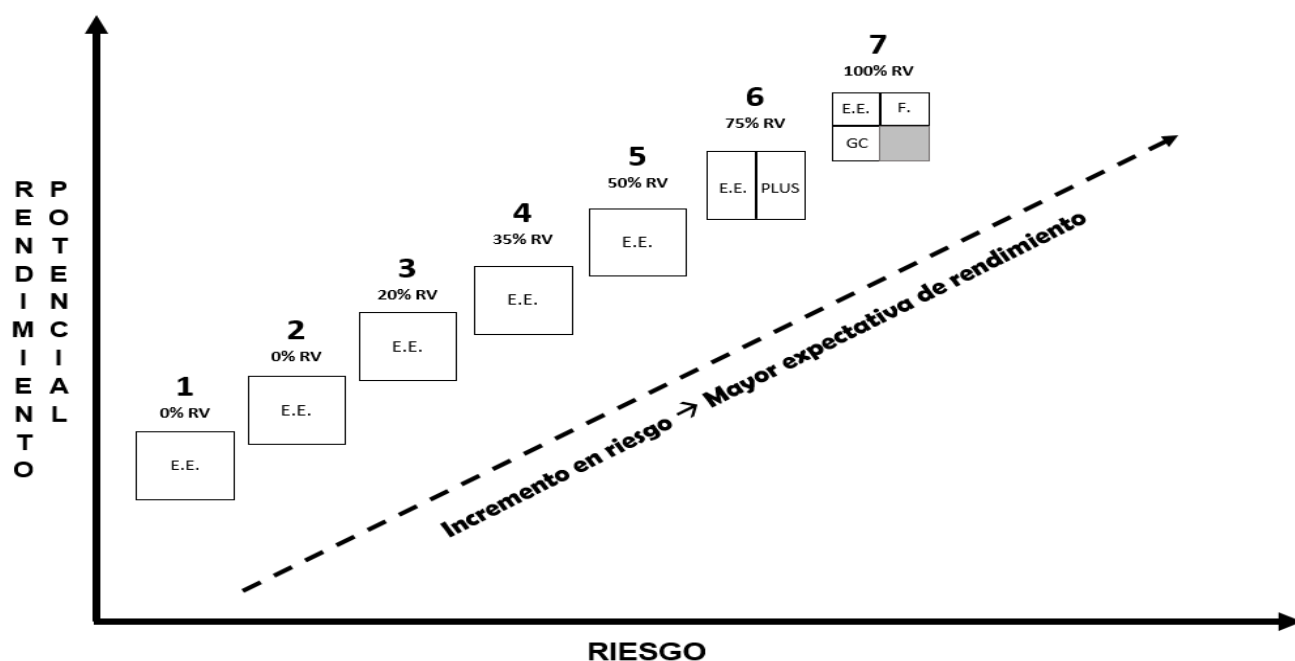 RENDIMIENTO
POTENCIAL
1
0% RV
E.E.
2
0% RV
E.E.
3
20% RV
E.E.
4
35% RV
E.E.
5
50% RV
E.E.
6
75% RV
E.E. PLUS
7
100% RV
E.E. F.
GC
Incremento en riesgo → Mayor expectativa de rendimiento
RIESGO